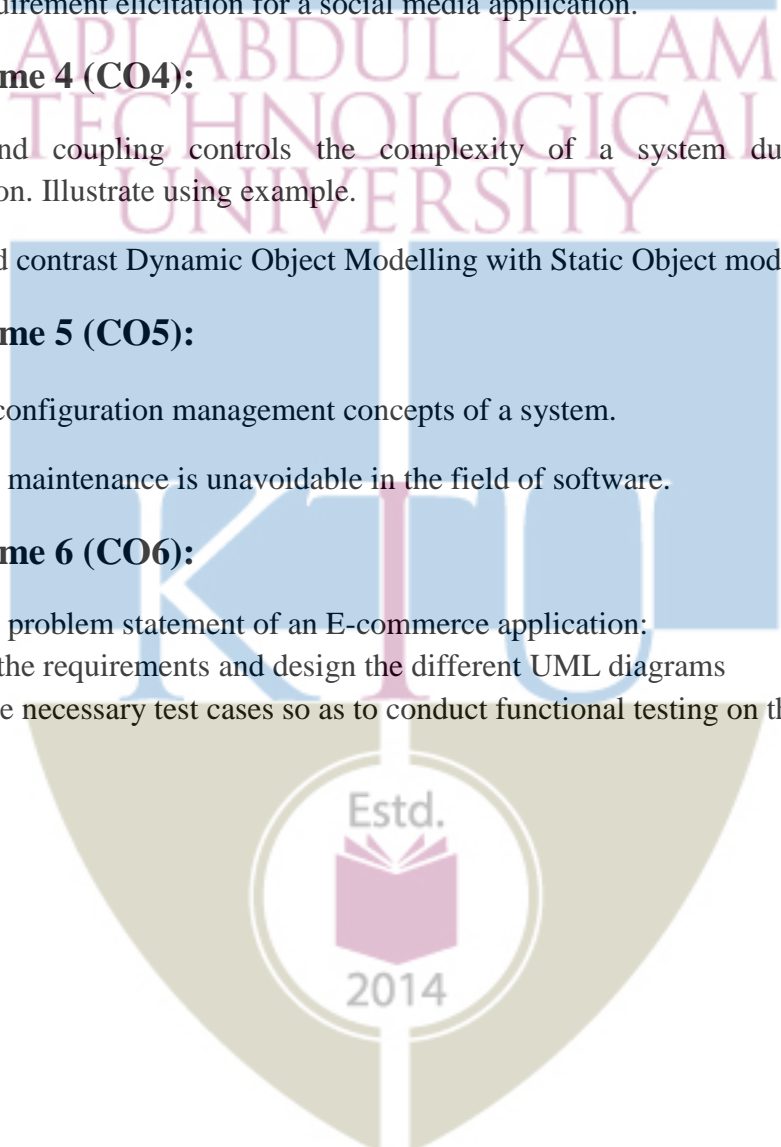 uirement elicitation for a social media application.
API ABDUL KALAM
TECHNOLOGICAL
UNIVERSITY
me 4 (CO4):
nd coupling controls the complexity of a system du
on. Illustrate using example.
d contrast Dynamic Object Modelling with Static Object mod
me 5 (CO5):
configuration management concepts of a system.
maintenance is unavoidable in the field of software.
KTU
me 6 (CO6):
problem statement of an E-commerce application:
the requirements and design the different UML diagrams
e necessary test cases so as to conduct functional testing on th
Estd.
2014